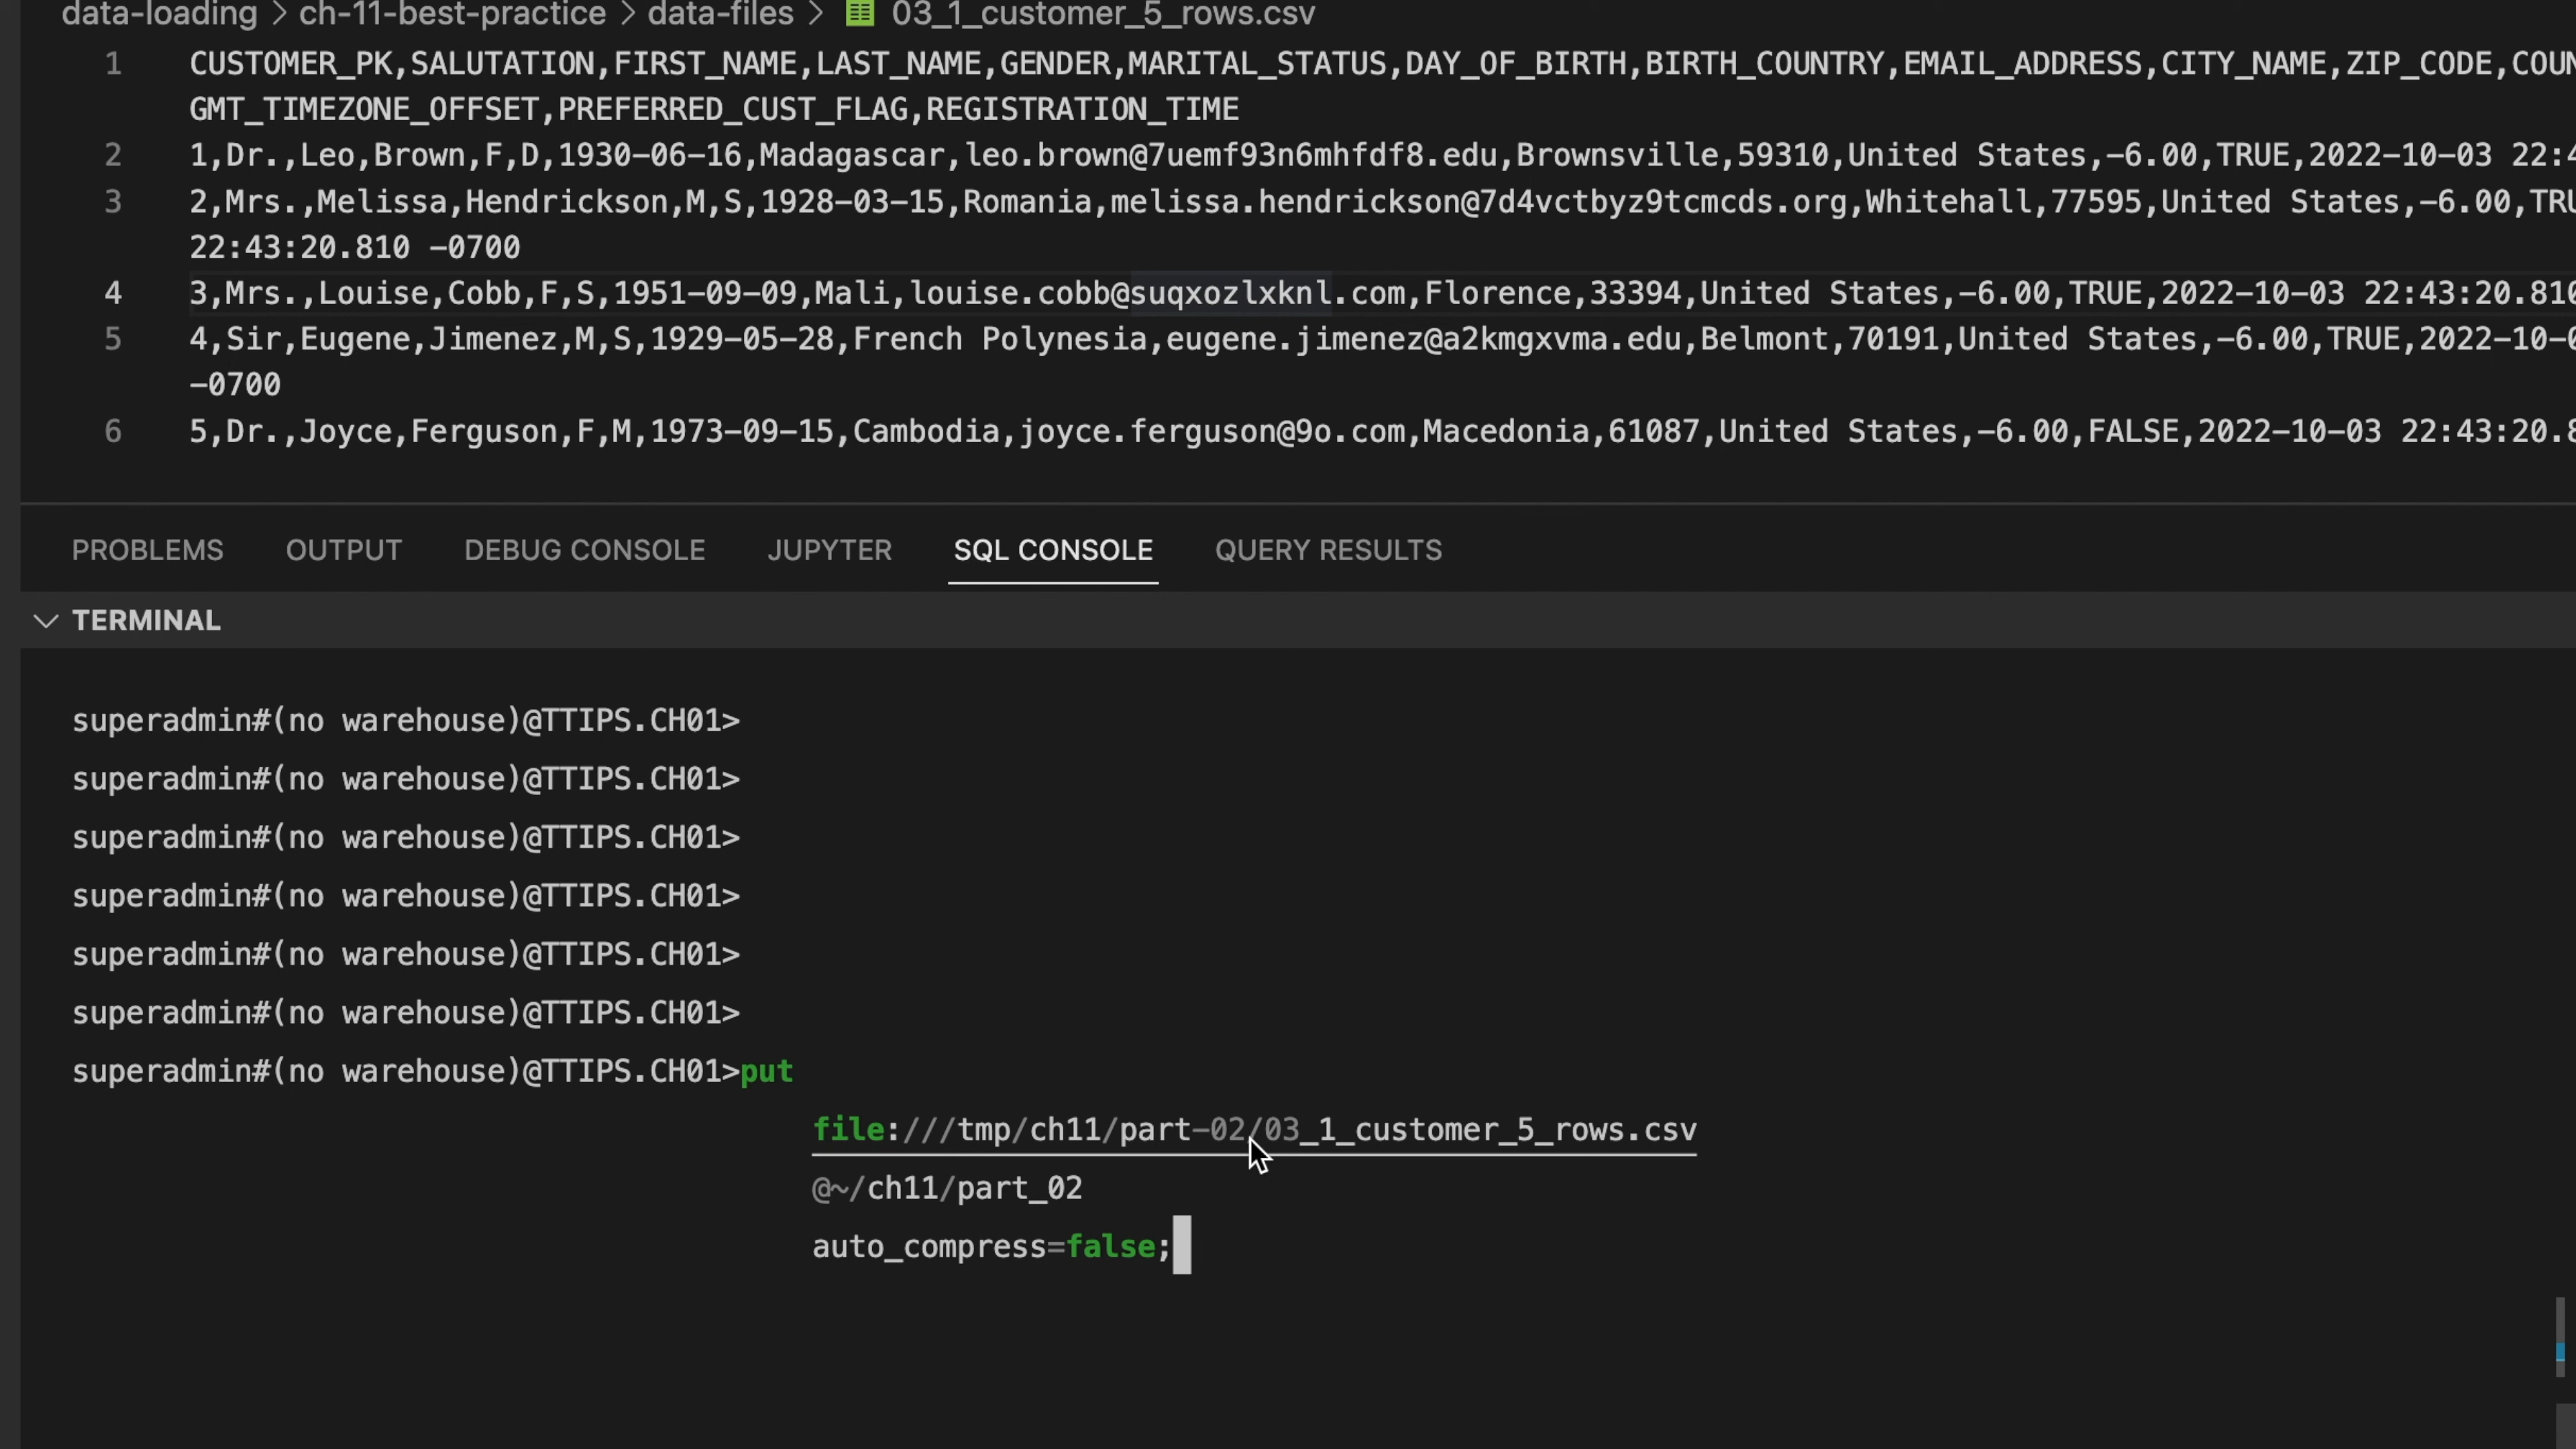 data-loading > ch-11-best-practice > data-files > 03_1_customer_5_rows.csv
1 CUSTOMER_PK,SALUTATION,FIRST_NAME,LAST_NAME,GENDER,MARITAL_STATUS,DAY_OF_BIRTH,BIRTH_COUNTRY,EMAIL_ADDRESS,CITY_NAME,ZIP_CODE,COUN
GMT_TIMEZONE_OFFSET,PREFERRED_CUST_FLAG,REGISTRATION_TIME
2 1,Dr.,Leo,Brown,F,D,1930-06-16,Madagascar,leo.brown@7uemf93n6mhfdf8.edu,Brownsville,59310,United States,-6.00,TRUE,2022-10-03 22:4
3 2,Mrs.,Melissa,Hendrickson,M,S,1928-03-15,Romania,melissa.hendrickson@7d4vctbyz9tcmcds.org,Whitehall,77595,United States,-6.00,TRU
22:43:20.810 -0700
4 3,Mrs.,Louise,Cobb,F,S,1951-09-09,Mali,louise.cobb@suqxozlxknl.com,Florence,33394,United States,-6.00,TRUE,2022-10-03 22:43:20.810
5 4,Sir,Eugene,Jimenez,M,S,1929-05-28,French Polynesia,eugene.jimenez@a2kmgxvma.edu,Belmont,70191,United States,-6.00,TRUE,2022-10-0
-0700
6 5,Dr.,Joyce,Ferguson,F,M,1973-09-15,Cambodia,joyce.ferguson@9o.com,Macedonia,61087,United States,-6.00,FALSE,2022-10-03 22:43:20.8
PROBLEMS OUTPUT DEBUG CONSOLE JUPYTER SQL CONSOLE QUERY RESULTS
TERMINAL
superadmin#(no warehouse)@TTIPS.CH01>
superadmin#(no warehouse)@TTIPS.CH01>
superadmin#(no warehouse)@TTIPS.CH01>
superadmin#(no warehouse)@TTIPS.CH01>
superadmin#(no warehouse)@TTIPS.CH01>
superadmin#(no warehouse)@TTIPS.CH01>
superadmin#(no warehouse)@TTIPS.CH01>put
file:///tmp/ch11/part-02/03_1_customer_5_rows.csv
@~/ch11/part_02
auto_compress=false;